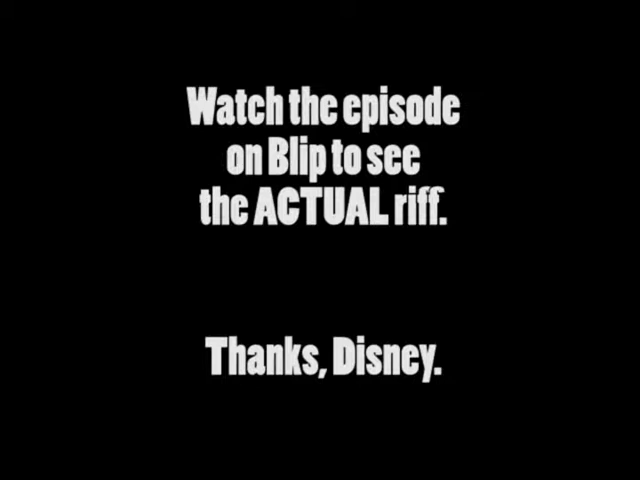 Watch the episode
on Blip to see
the ACTUAL riff.
Thanks, Disney.